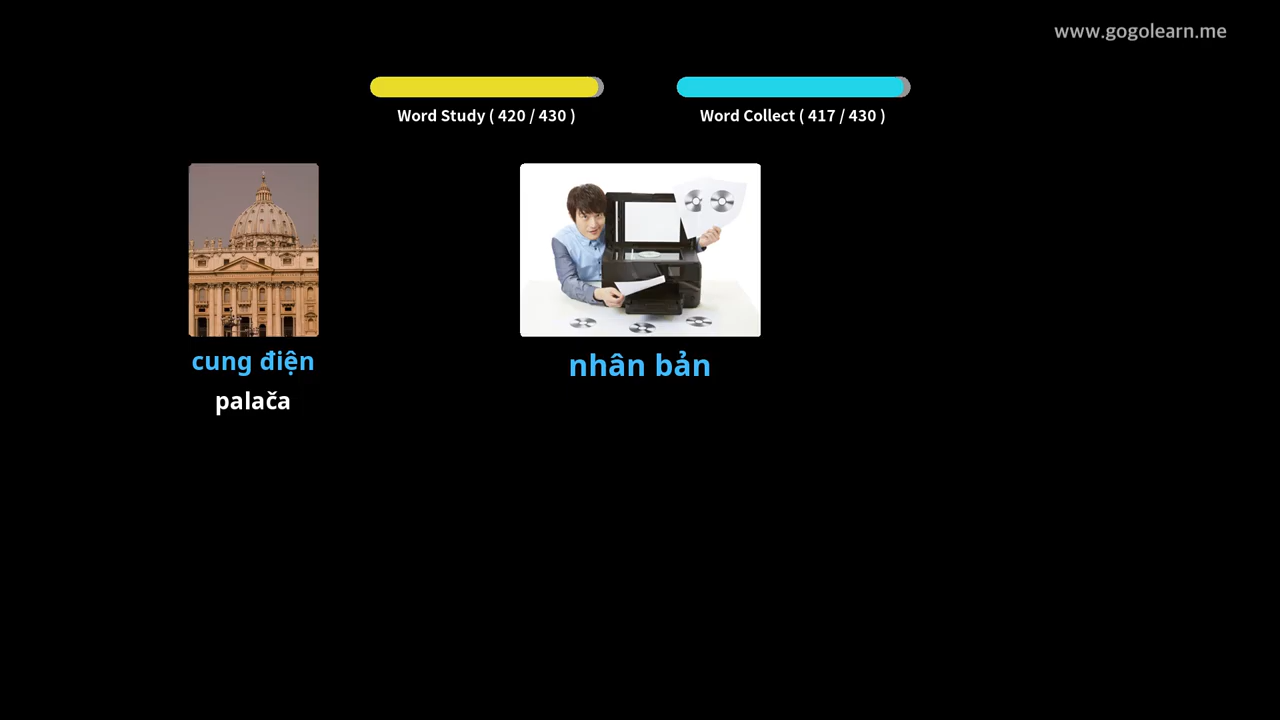 www.gogolearn.me
Word Study ( 420 / 430 )
Word Collect ( 417 / 430 )
cung điện
palača
nhân bản